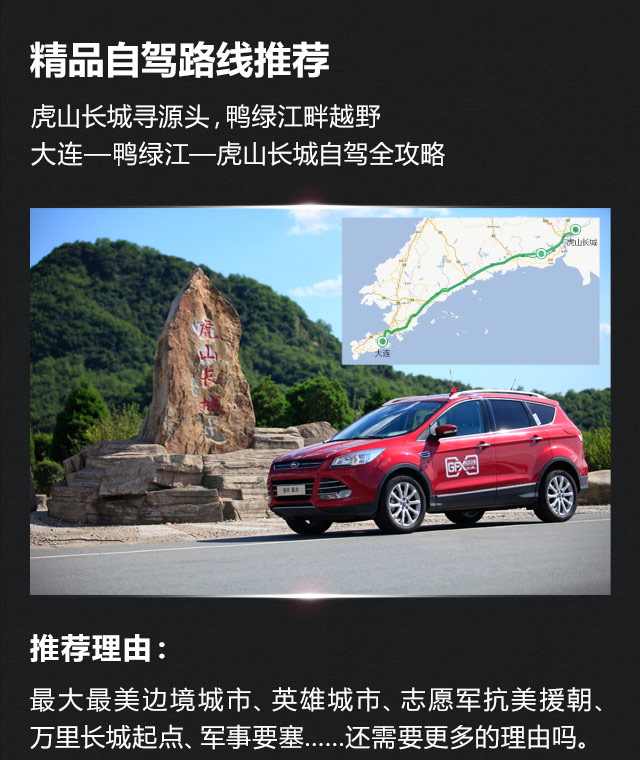 精品自驾路线推荐
虎山长城寻源头，鸭绿江畔越野
大连—鸭绿江—虎山长城自驾全攻略
虎山长城
大连
虎山长城
GFX
推荐理由：
最大最美边境城市、英雄城市、志愿军抗美援朝、
万里长城起点、军事要塞……还需要更多的理由吗。